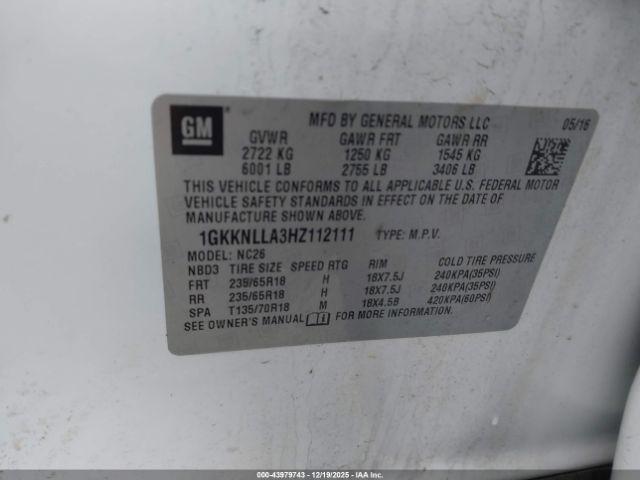 GM
MFD BY GENERAL MOTORS LLC 05/16
GVWR GAWR FRT GAWR RR
2722 KG 1250 KG 1545 KG
6001 LB 2755 LB 3406 LB
THIS VEHICLE CONFORMS TO ALL APPLICABLE U.S. FEDERAL MOTOR
VEHICLE SAFETY STANDARDS IN EFFECT ON THE DATE OF
MANUFACTURE SHOWN ABOVE.
1GKKNLLA3HZ112111 TYPE: M.P.V.
MODEL: NC26
NBD3 TIRE SIZE SPEED RTG RIM COLD TIRE PRESSURE
FRT 235/65R18 H 18X7.5J 240KPA(35PSI)
RR 235/65R18 H 18X7.5J 240KPA(35PSI)
SPA T135/70R18 M 18X4.5B 420KPA(60PSI)
SEE OWNER'S MANUAL FOR MORE INFORMATION.
000-43979743 - 12/19/2025 - IAAI.com